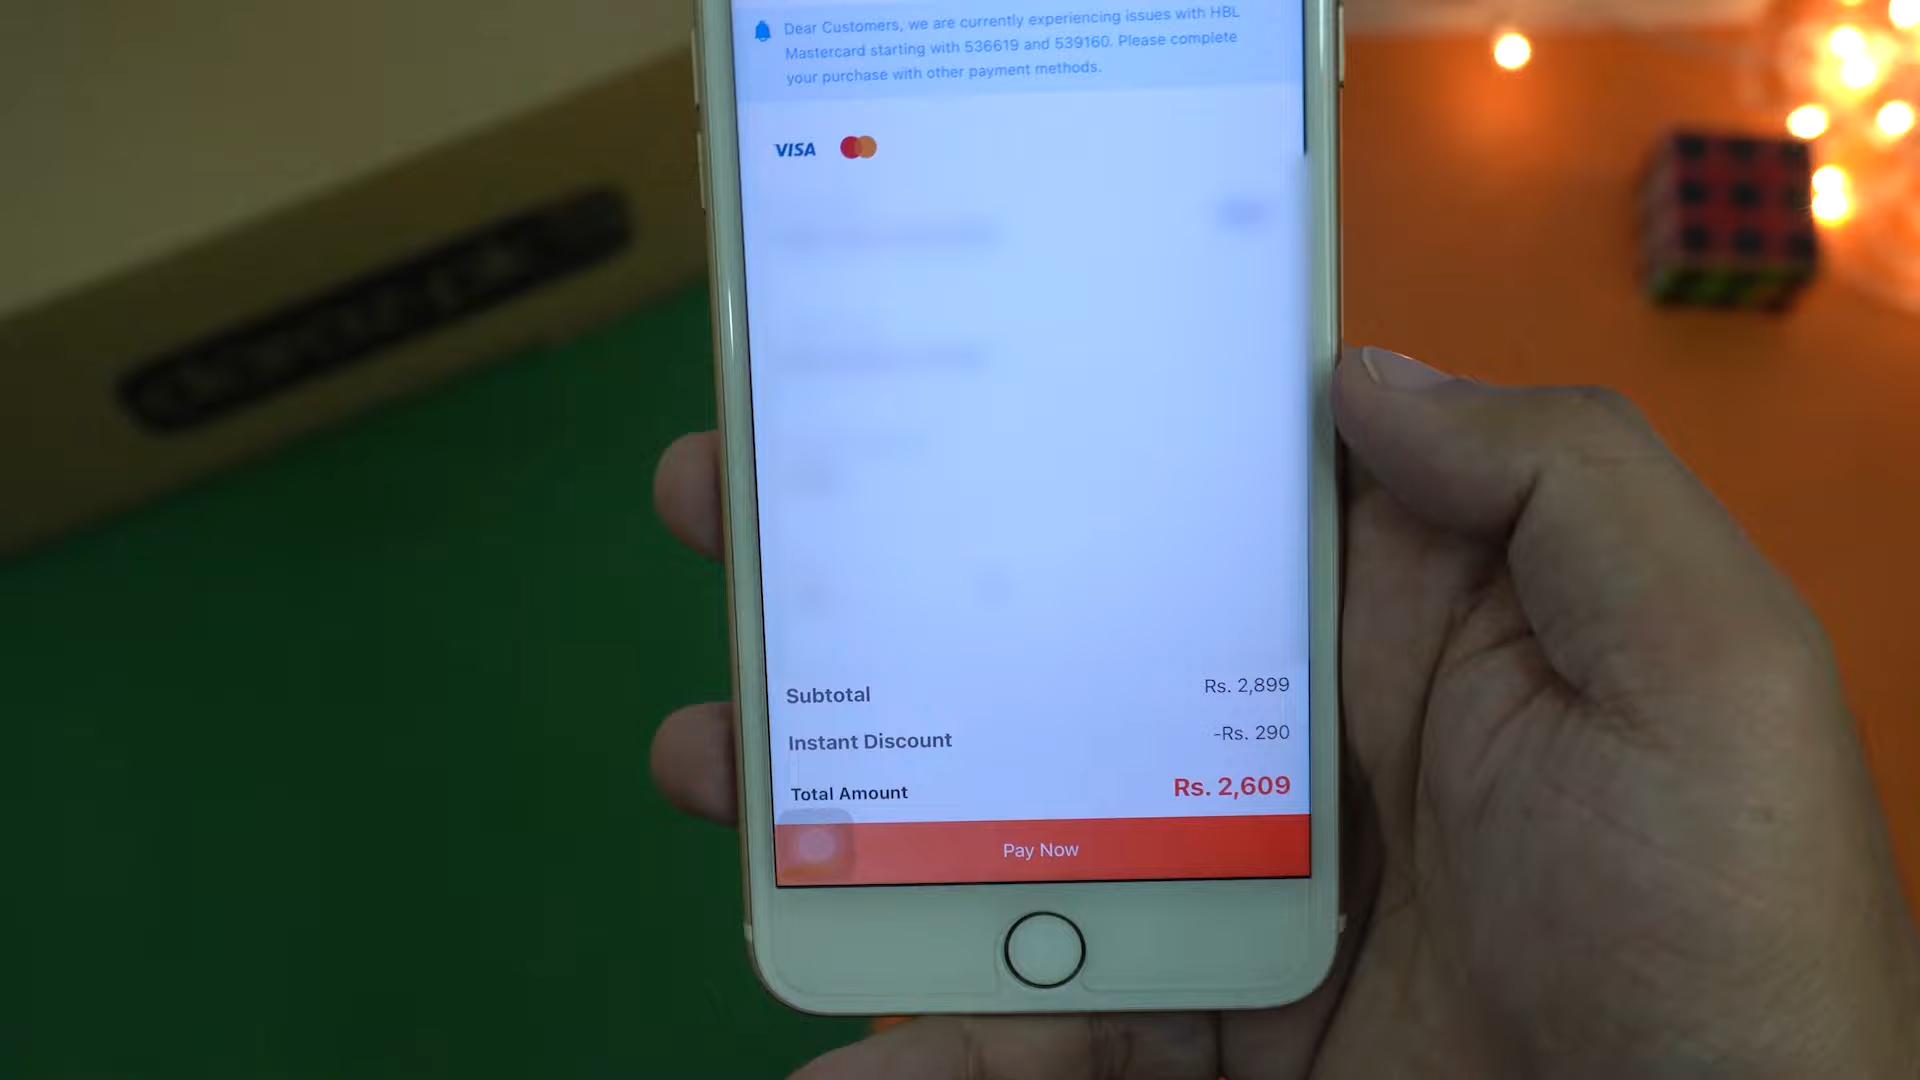 Dear Customers, we are currently experiencing issues with HBL
Mastercard starting with 536619 and 539160. Please complete
your purchase with other payment methods.
VISA
Subtotal Rs. 2,899
Instant Discount -Rs. 290
Total Amount Rs. 2,609
Pay Now